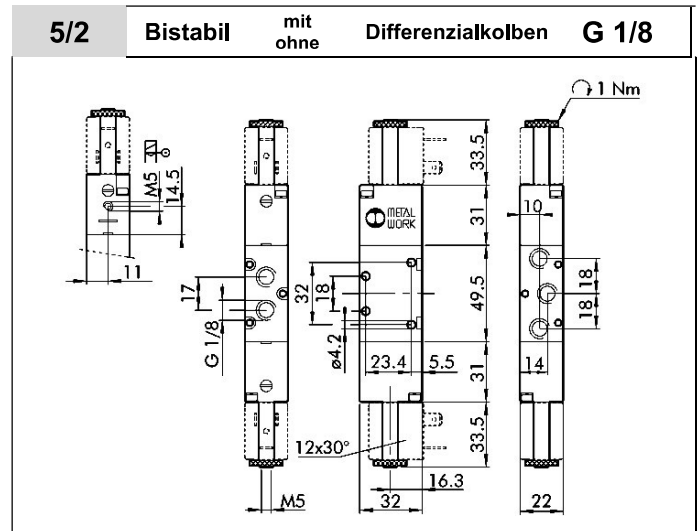 5/2 Bistabil mit ohne Differenzialkolben G 1/8
1 Nm
M5
14.5
11
17
G 1/8
M5
METAL
WORK
32
18
ø4.2
23.4
5.5
12x30°
16.3
32
33.5
31
49.5
31
33.5
10
18
18
14
22